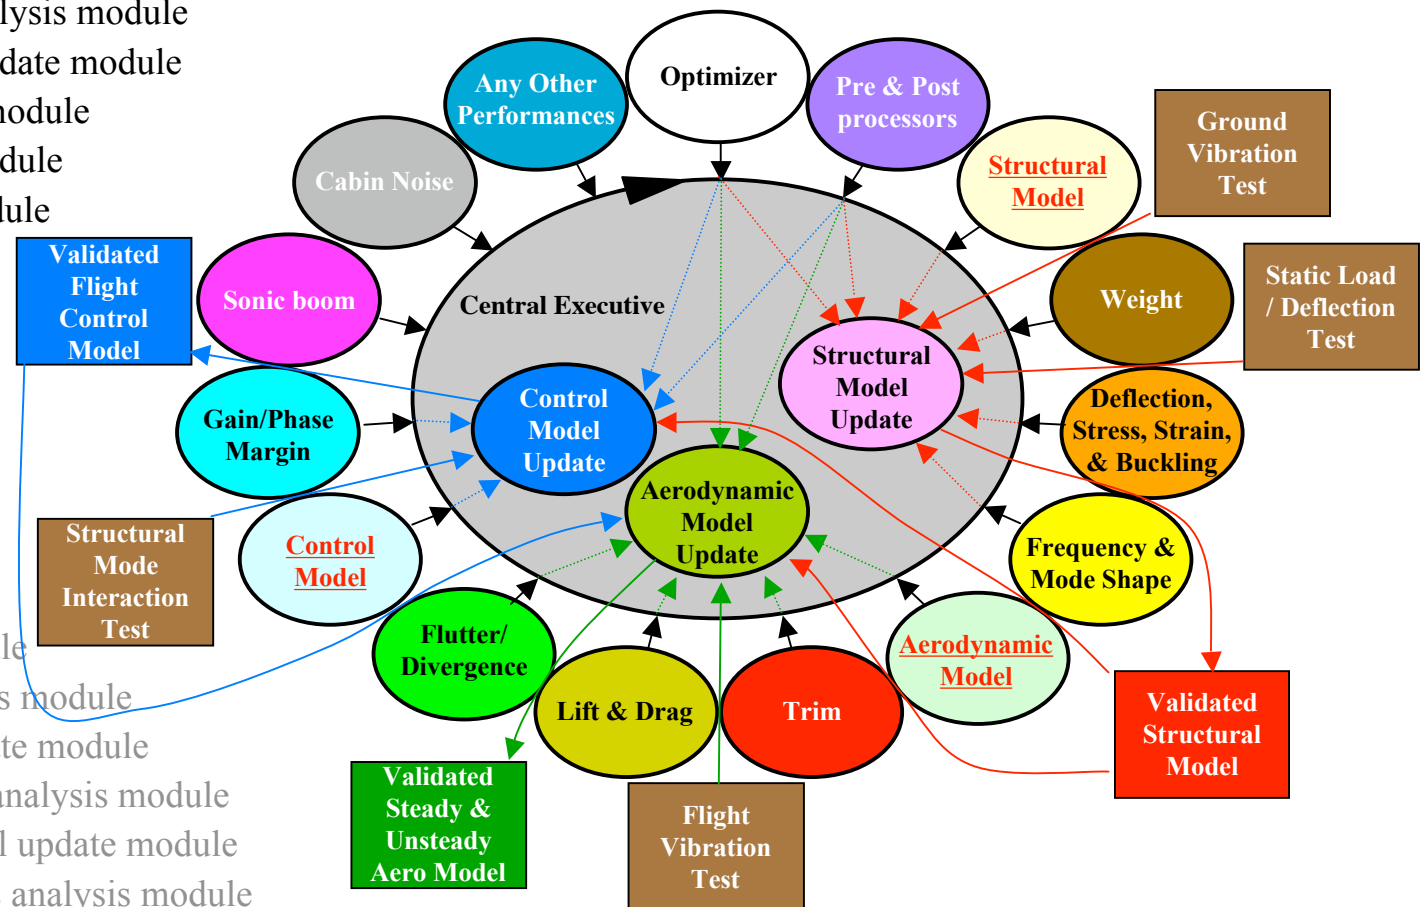 lysis module
date module
nodule
dule
dule
Optimizer
Any Other
Performances
Pre & Post
processors
Cabin Noise
Structural
Model
Ground
Vibration
Test
Validated
Flight
Control
Model
Sonic boom
Central Executive
Weight
Static Load
/ Deflection
Test
Gain/Phase
Margin
Control
Model
Update
Structural
Model
Update
Deflection,
Stress, Strain,
& Buckling
Aerodynamic
Model
Update
Structural
Mode
Interaction
Test
Control
Model
Frequency &
Mode Shape
Flutter/
Divergence
Lift & Drag
Trim
Aerodynamic
Model
Validated
Structural
Model
Validated
Steady &
Unsteady
Aero Model
Flight
Vibration
Test
le
s module
te module
analysis module
l update module
analysis module